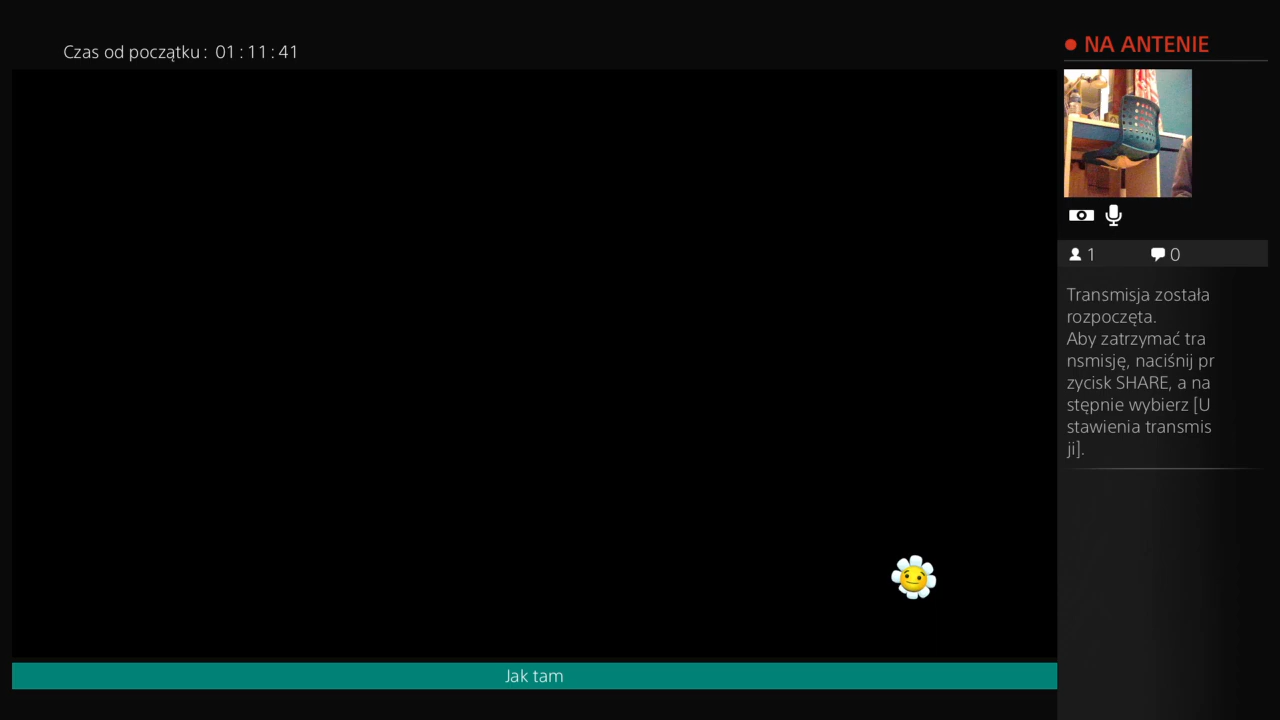 Czas od początku : 01 : 11 : 41
NA ANTENIE
1
0
Transmisja została
rozpoczęta.
Aby zatrzymać tra
nsmisję, naciśnij pr
zycisk SHARE, a na
stępnie wybierz [U
stawienia transmis
ji].
Jak tam